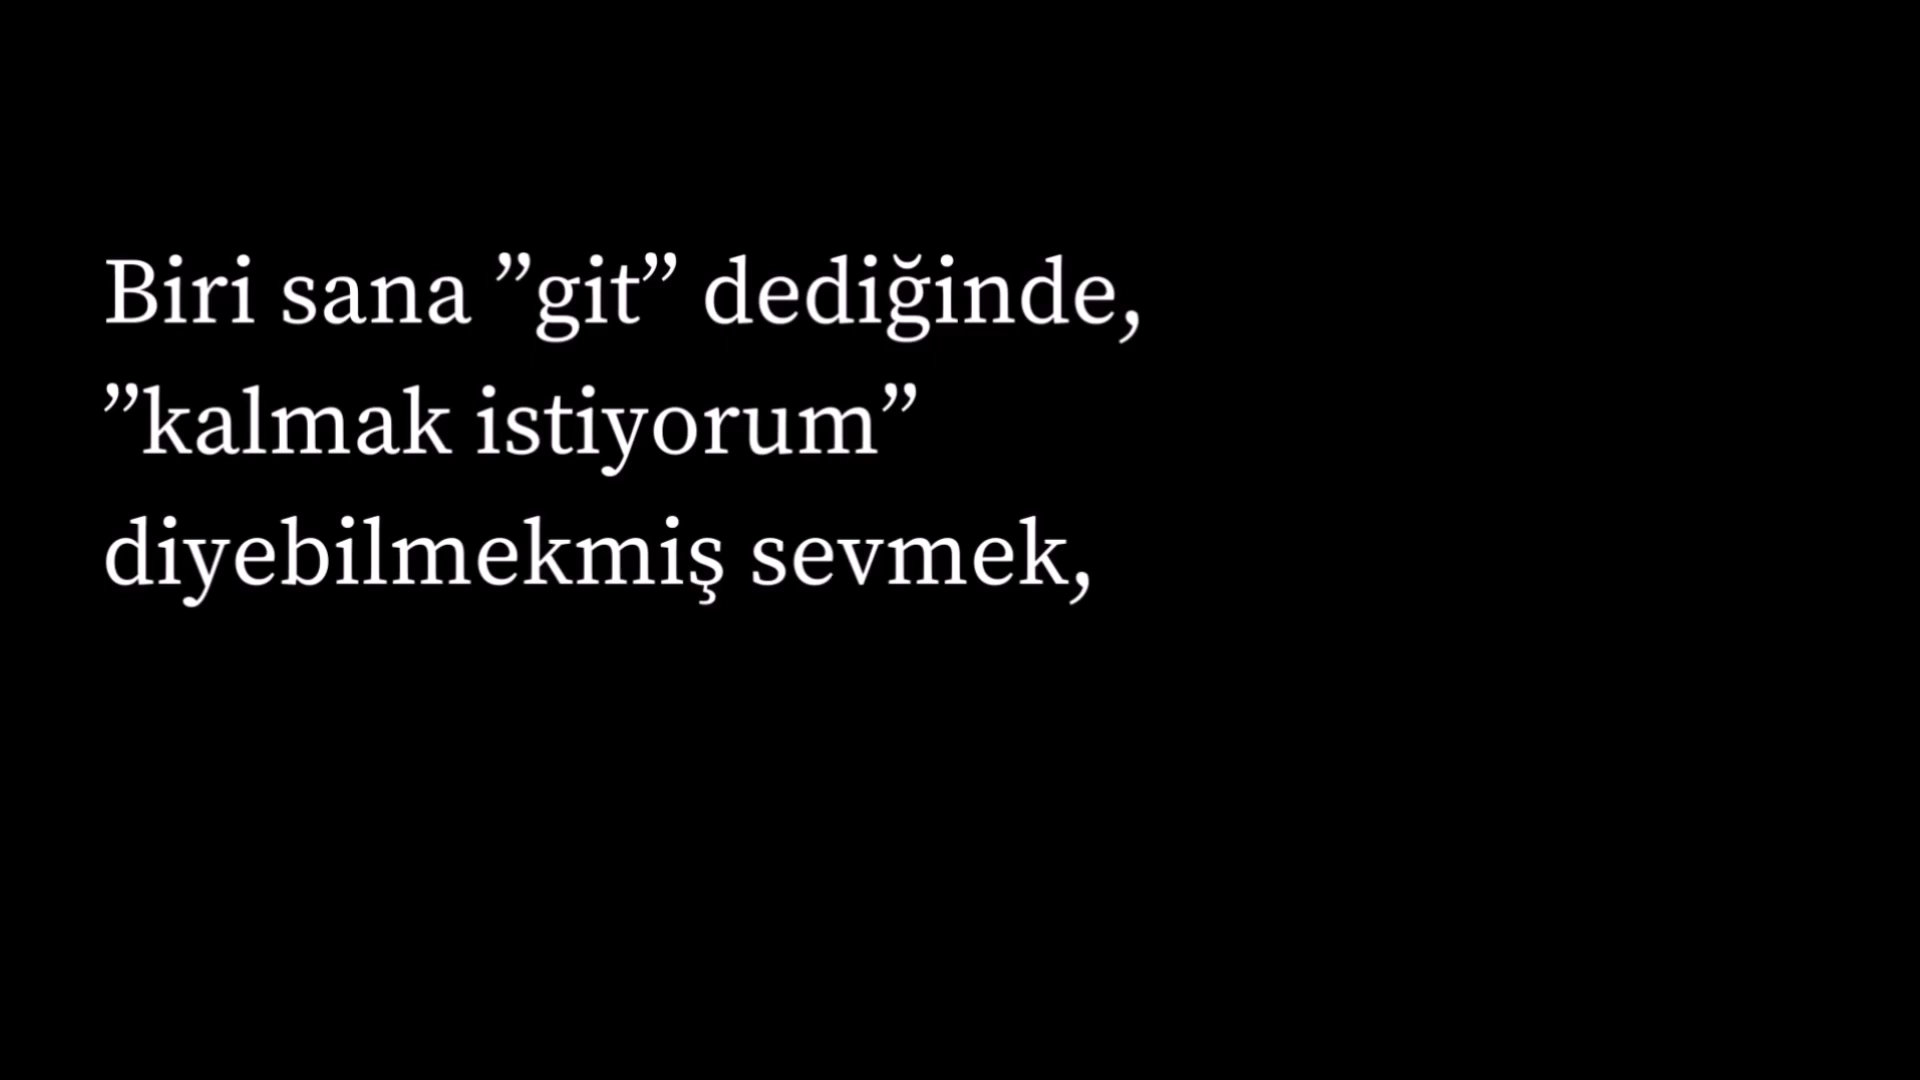 Biri sana ”git” dediğinde,
”kalmak istiyorum”
diyebilmekmiş sevmek,